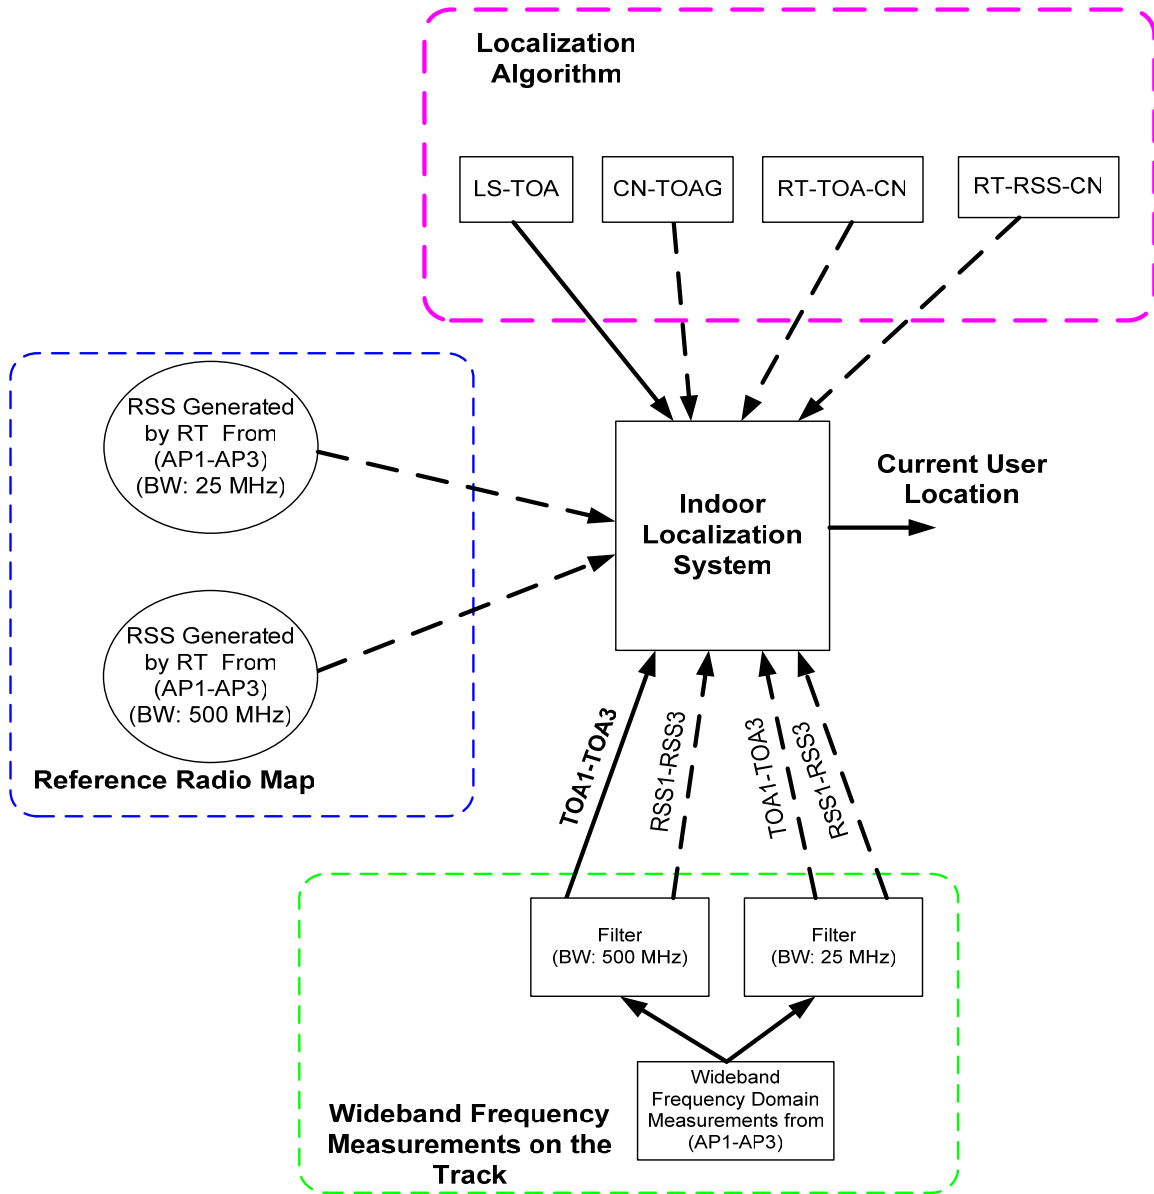 Localization
Algorithm
LS-TOA
CN-TOAG
RT-TOA-CN
RT-RSS-CN
RSS Generated
by RT From
(AP1-AP3)
(BW: 25 MHz)
Indoor
Localization
System
Current User
Location
RSS Generated
by RT From
(AP1-AP3)
(BW: 500 MHz)
Reference Radio Map
TOA1-TOA3
RSS1-RSS3
TOA1-TOA3
RSS1-RSS3
Filter
(BW: 500 MHz)
Filter
(BW: 25 MHz)
Wideband
Frequency Domain
Measurements from
(AP1-AP3)
Wideband Frequency
Measurements on the
Track